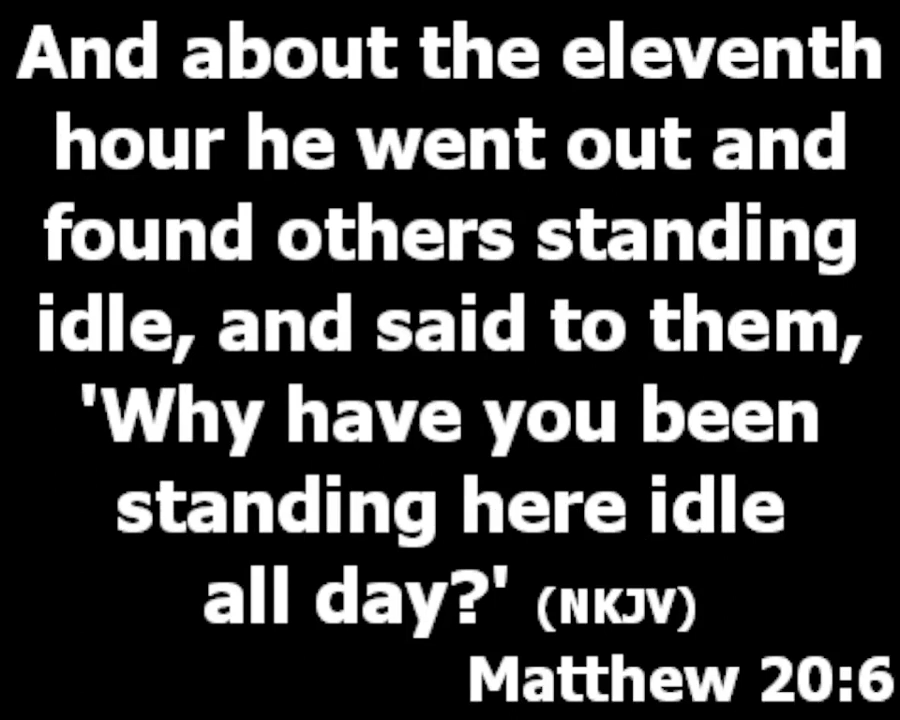 And about the eleventh
hour he went out and
found others standing
idle, and said to them,
'Why have you been
standing here idle
all day?' (NKJV)
Matthew 20:6